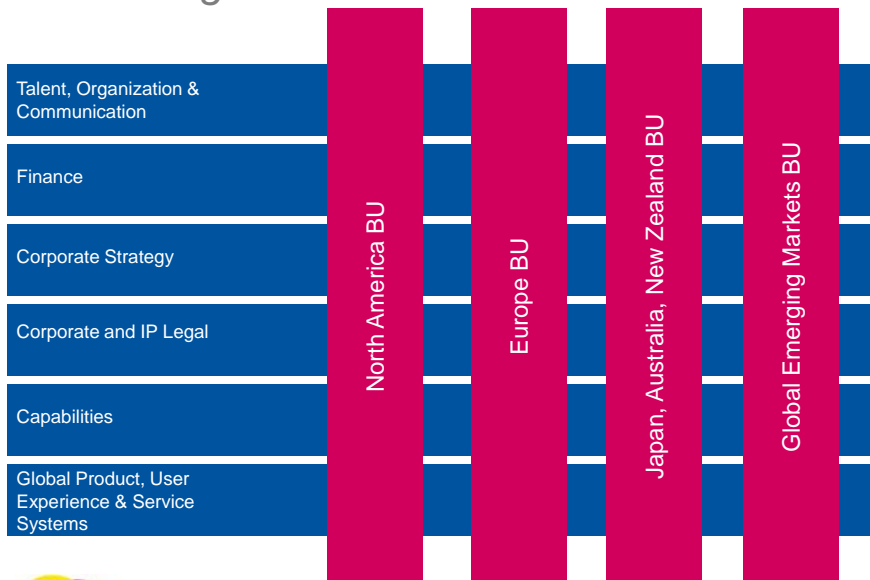 Talent, Organization &
Communication
Finance
Corporate Strategy
Corporate and IP Legal
Capabilities
Global Product, User
Experience & Service
Systems
North America BU
Europe BU
Japan, Australia, New Zealand BU
Global Emerging Markets BU